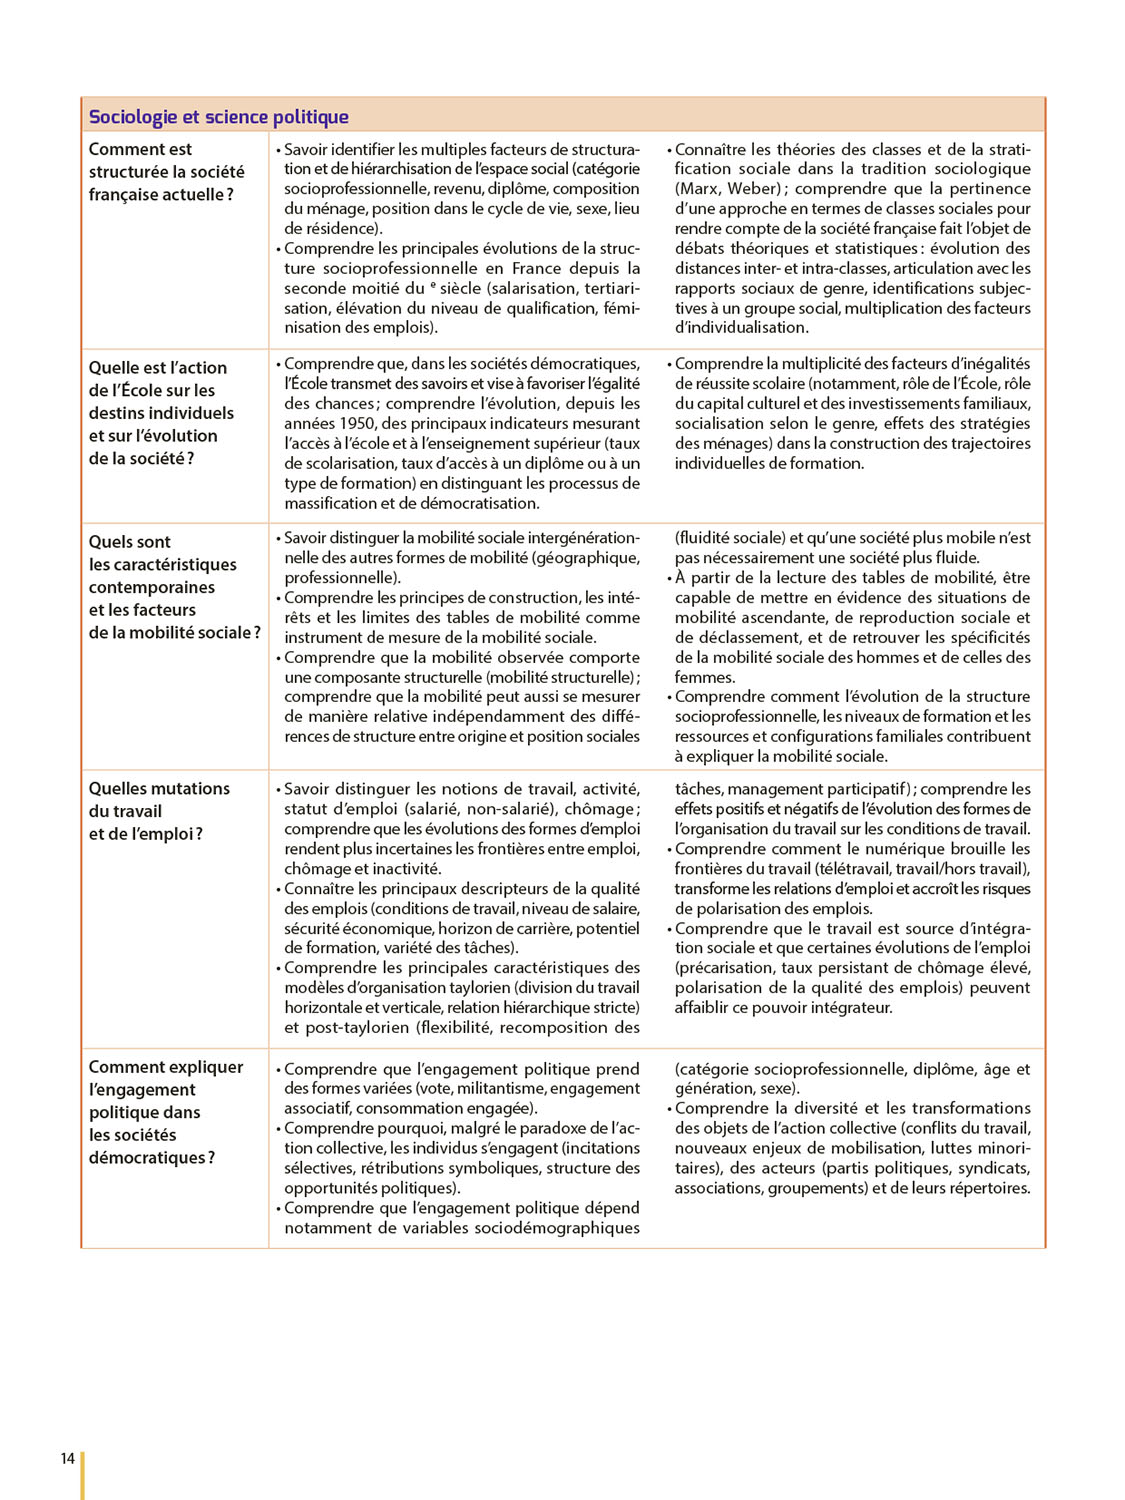 Sociologie et science politique
Comment est
structurée la société
française actuelle ?
• Savoir identifier les multiples facteurs de structura-
tion et de hiérarchisation de l’espace social (catégorie
socioprofessionnelle, revenu, diplôme, composition
du ménage, position dans le cycle de vie, sexe, lieu
de résidence).
• Comprendre les principales évolutions de la struc-
ture socioprofessionnelle en France depuis la
seconde moitié du e siècle (salarisation, tertiari-
sation, élévation du niveau de qualification, fémi-
nisation des emplois).
• Connaître les théories des classes et de la strati-
fication sociale dans la tradition sociologique
(Marx, Weber) ; comprendre que la pertinence
d’une approche en termes de classes sociales pour
rendre compte de la société française fait l’objet de
débats théoriques et statistiques : évolution des
distances inter- et intra-classes, articulation avec les
rapports sociaux de genre, identifications subjec-
tives à un groupe social, multiplication des facteurs
d’individualisation.
Quelle est l’action
de l’École sur les
destins individuels
et sur l’évolution
de la société ?
• Comprendre que, dans les sociétés démocratiques,
l’École transmet des savoirs et vise à favoriser l’égalité
des chances ; comprendre l’évolution, depuis les
années 1950, des principaux indicateurs mesurant
l’accès à l’école et à l’enseignement supérieur (taux
de scolarisation, taux d’accès à un diplôme ou à un
type de formation) en distinguant les processus de
massification et de démocratisation.
• Comprendre la multiplicité des facteurs d’inégalités
de réussite scolaire (notamment, rôle de l’École, rôle
du capital culturel et des investissements familiaux,
socialisation selon le genre, effets des stratégies
des ménages) dans la construction des trajectoires
individuelles de formation.
Quels sont
les caractéristiques
contemporaines
et les facteurs
de la mobilité sociale ?
• Savoir distinguer la mobilité sociale intergénération-
nelle des autres formes de mobilité (géographique,
professionnelle).
• Comprendre les principes de construction, les inté-
rêts et les limites des tables de mobilité comme
instrument de mesure de la mobilité sociale.
• Comprendre que la mobilité observée comporte
une composante structurelle (mobilité structurelle) ;
comprendre que la mobilité peut aussi se mesurer
de manière relative indépendamment des diffé-
rences de structure entre origine et position sociales
(fluidité sociale) et qu’une société plus mobile n’est
pas nécessairement une société plus fluide.
• À partir de la lecture des tables de mobilité, être
capable de mettre en évidence des situations de
mobilité ascendante, de reproduction sociale et
de déclassement, et de retrouver les spécificités
de la mobilité sociale des hommes et de celles des
femmes.
• Comprendre comment l’évolution de la structure
socioprofessionnelle, les niveaux de formation et les
ressources et configurations familiales contribuent
à expliquer la mobilité sociale.
Quelles mutations
du travail
et de l’emploi ?
• Savoir distinguer les notions de travail, activité,
statut d’emploi (salarié, non-salarié), chômage ;
comprendre que les évolutions des formes d’emploi
rendent plus incertaines les frontières entre emploi,
chômage et inactivité.
• Connaître les principaux descripteurs de la qualité
des emplois (conditions de travail, niveau de salaire,
sécurité économique, horizon de carrière, potentiel
de formation, variété des tâches).
• Comprendre les principales caractéristiques des
modèles d’organisation taylorien (division du travail
horizontale et verticale, relation hiérarchique stricte)
et post-taylorien (flexibilité, recomposition des
tâches, management participatif) ; comprendre les
effets positifs et négatifs de l’évolution des formes de
l’organisation du travail sur les conditions de travail.
• Comprendre comment le numérique brouille les
frontières du travail (télétravail, travail/hors travail),
transforme les relations d’emploi et accroît les risques
de polarisation des emplois.
• Comprendre que le travail est source d’intégra-
tion sociale et que certaines évolutions de l’emploi
(précarisation, taux persistant de chômage élevé,
polarisation de la qualité des emplois) peuvent
affaiblir ce pouvoir intégrateur.
Comment expliquer
l’engagement
politique dans
les sociétés
démocratiques ?
• Comprendre que l’engagement politique prend
des formes variées (vote, militantisme, engagement
associatif, consommation engagée).
• Comprendre pourquoi, malgré le paradoxe de l’ac-
tion collective, les individus s’engagent (incitations
sélectives, rétributions symboliques, structure des
opportunités politiques).
• Comprendre que l’engagement politique dépend
notamment de variables sociodémographiques
(catégorie socioprofessionnelle, diplôme, âge et
génération, sexe).
• Comprendre la diversité et les transformations
des objets de l’action collective (conflits du travail,
nouveaux enjeux de mobilisation, luttes minori-
taires), des acteurs (partis politiques, syndicats,
associations, groupements) et de leurs répertoires.
14